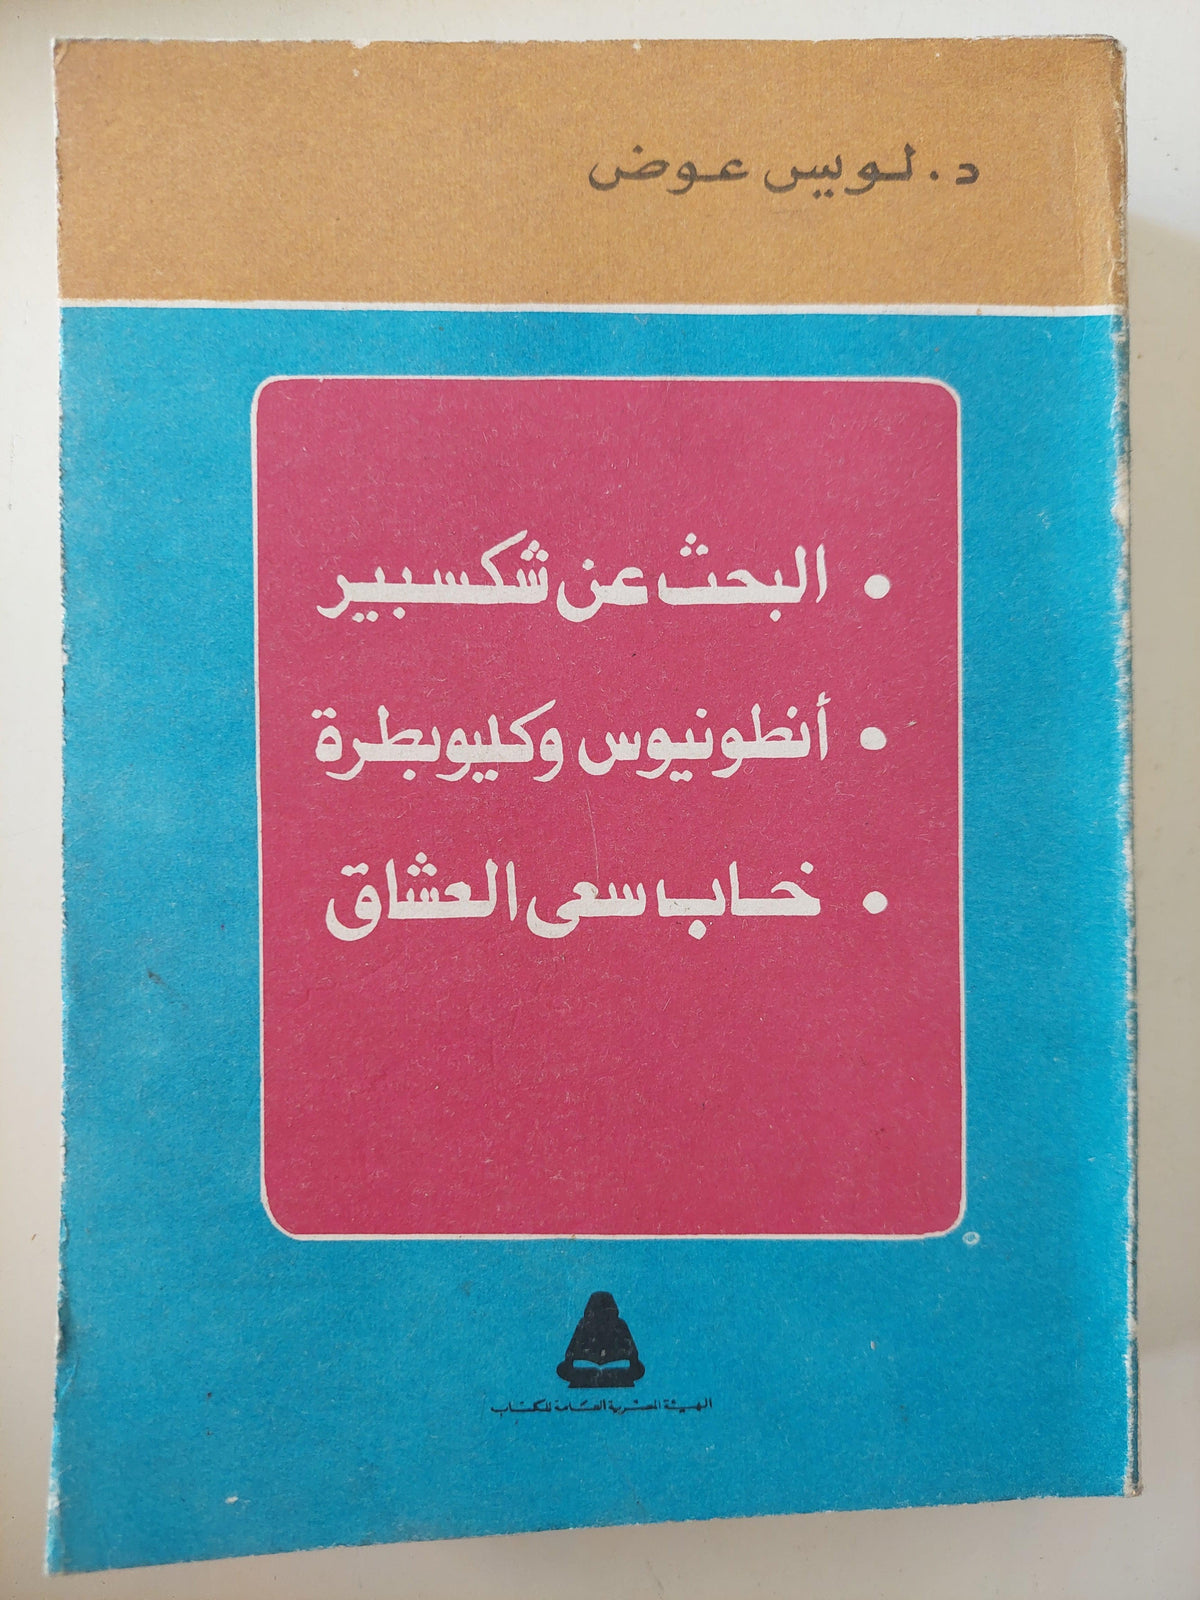 د. لويس عوض
• البحث عن شكسبير
• أنطونيوس وكليوبطرة
• خاب سعى العشاق
الهيئة المصرية العامة للكتاب